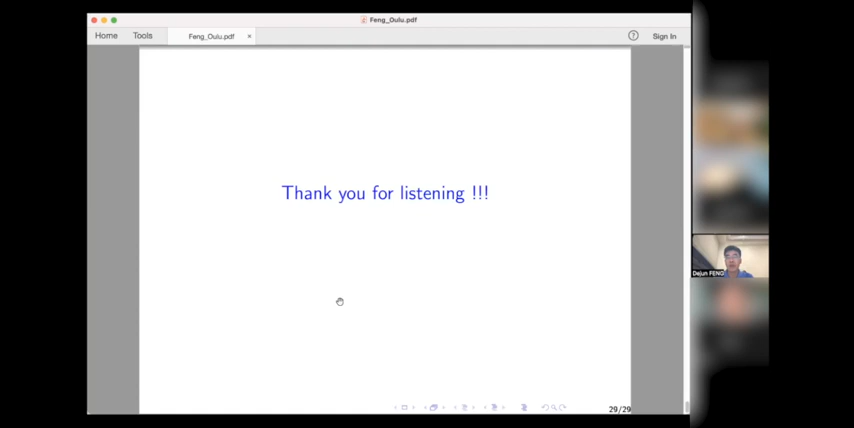 Feng_Oulu.pdf
Home Tools Feng_Oulu.pdf × ? Sign In
Thank you for listening !!!
Dejun FENG
29/29